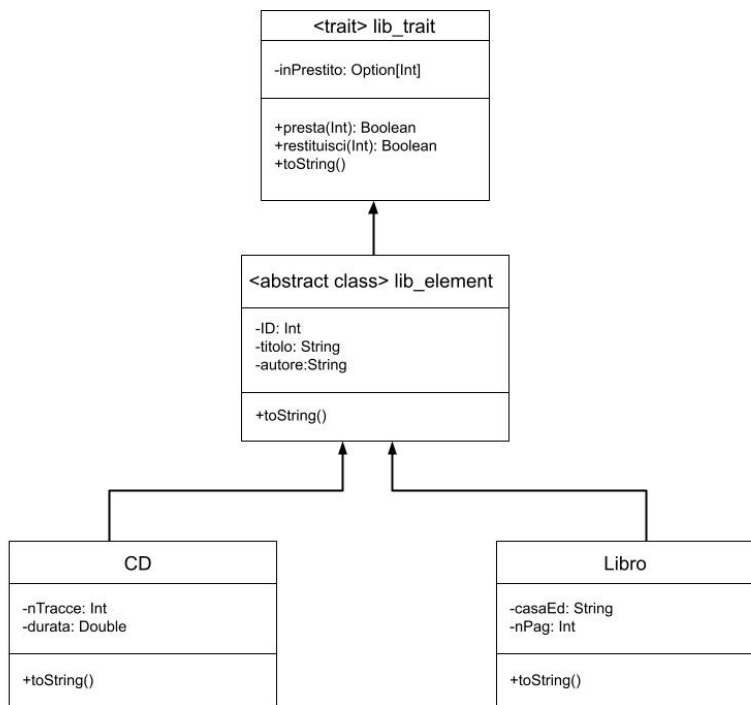 <trait> lib_trait
-inPrestito: Option[Int]
+presta(Int): Boolean
+restituisci(Int): Boolean
+toString()
<abstract class> lib_element
-ID: Int
-titolo: String
-autore:String
+toString()
CD
-nTracce: Int
-durata: Double
+toString()
Libro
-casaEd: String
-nPag: Int
+toString()